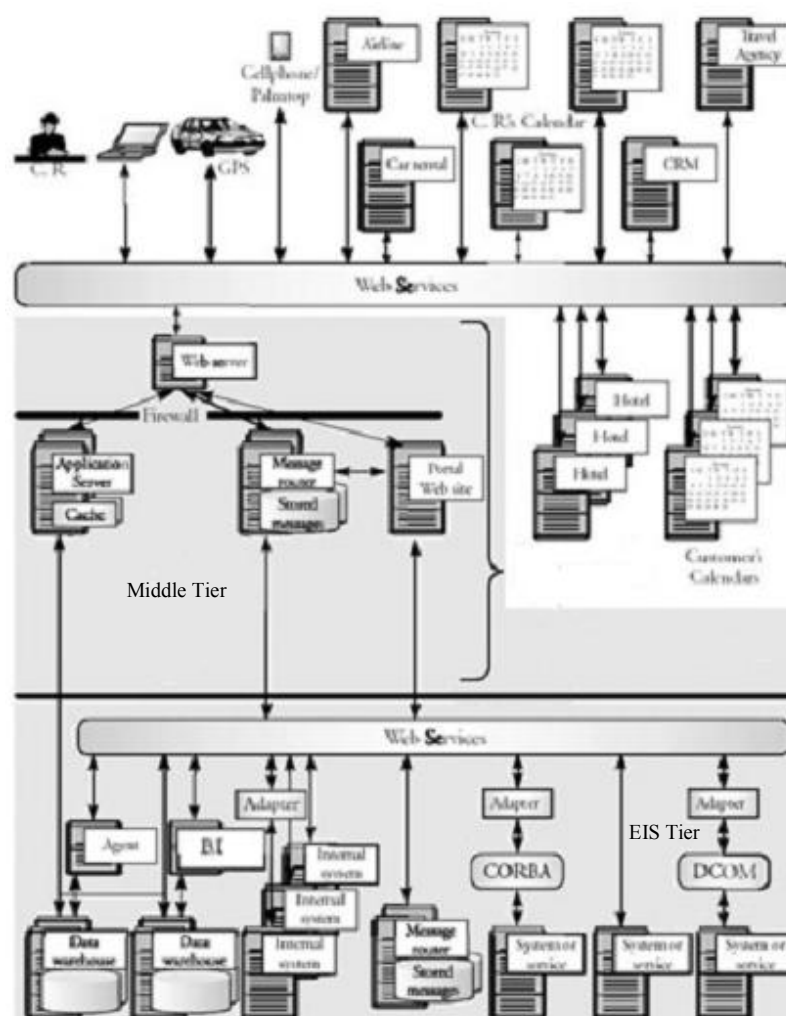 Airline
Travel
Agency
Cellphone/
Palmtop
C. R.
GPS
C. R's Calendar
Car rental
CRM
Web Services
Web server
Firewall
Application
Server
Cache
Message
router
Stored
messages
Portal
Web site
Hotel
Hotel
Hotel
Customer's
Calendars
Middle Tier
Web Services
Adapter
Adapter
Adapter
EIS Tier
Agent
BI
Internal
system
Internal
system
Internal
system
CORBA
DCOM
Data
warehouse
Data
warehouse
Message
router
Stored
messages
System or
service
System or
service
System or
service